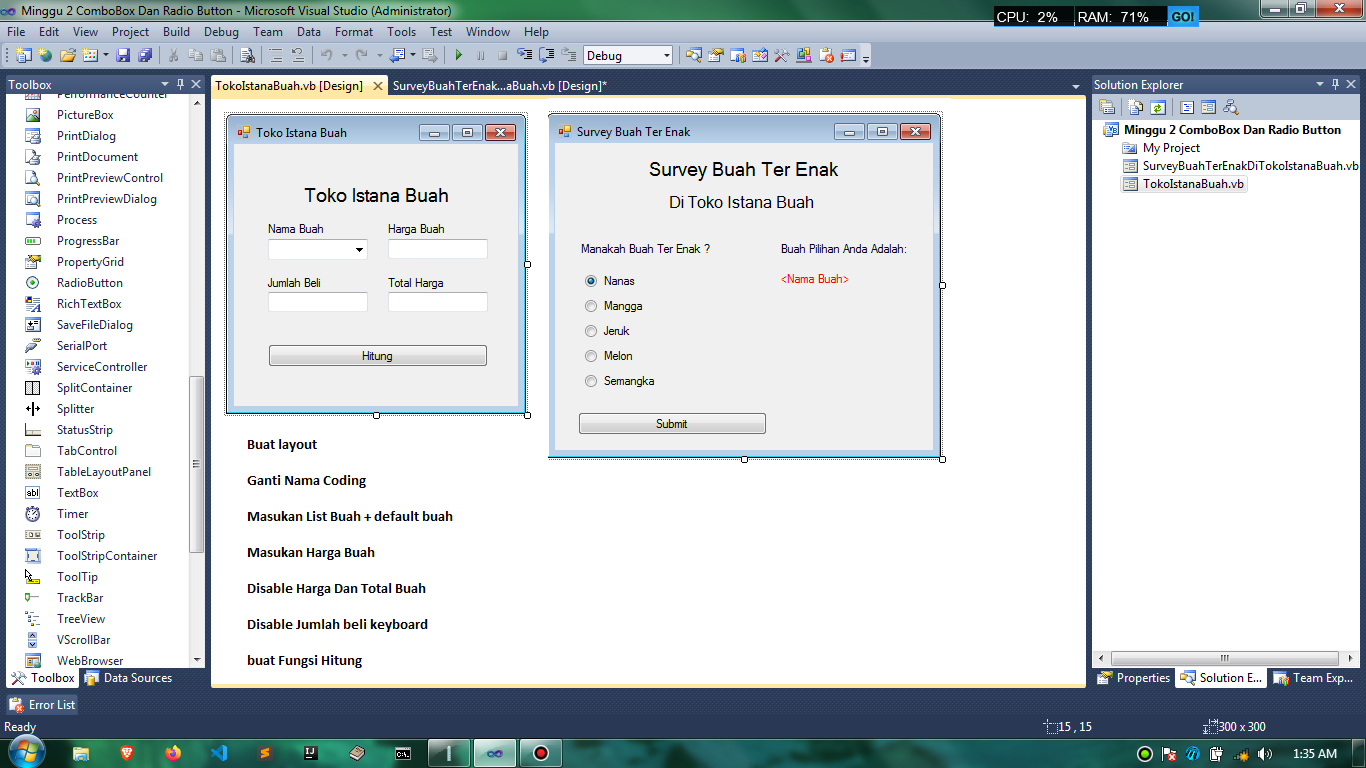 Minggu 2 ComboBox Dan Radio Button - Microsoft Visual Studio (Administrator)
CPU: 2% RAM: 71% GO!
File Edit View Project Build Debug Team Data Format Tools Test Window Help
Debug
Toolbox
PerformanceCounter
PictureBox
PrintDialog
PrintDocument
PrintPreviewControl
PrintPreviewDialog
Process
ProgressBar
PropertyGrid
RadioButton
RichTextBox
SaveFileDialog
SerialPort
ServiceController
SplitContainer
Splitter
StatusStrip
TabControl
TableLayoutPanel
TextBox
Timer
ToolStrip
ToolStripContainer
ToolTip
TrackBar
TreeView
VScrollBar
WebBrowser
Toolbox Data Sources
TokoIstanaBuah.vb [Design] SurveyBuahTerEnak...aBuah.vb [Design]*
Toko Istana Buah
Toko Istana Buah
Nama Buah Harga Buah
Jumlah Beli Total Harga
Hitung
Survey Buah Ter Enak
Survey Buah Ter Enak
Di Toko Istana Buah
Manakah Buah Ter Enak ? Buah Pilihan Anda Adalah:
<Nama Buah>
Nanas
Mangga
Jeruk
Melon
Semangka
Submit
Buat layout
Ganti Nama Coding
Masukan List Buah + default buah
Masukan Harga Buah
Disable Harga Dan Total Buah
Disable Jumlah beli keyboard
buat Fungsi Hitung
Solution Explorer
Minggu 2 ComboBox Dan Radio Button
My Project
SurveyBuahTerEnakDiTokoIstanaBuah.vb
TokoIstanaBuah.vb
Properties Solution E... Team Exp...
Error List
Ready 15 , 15 300 x 300
1:35 AM